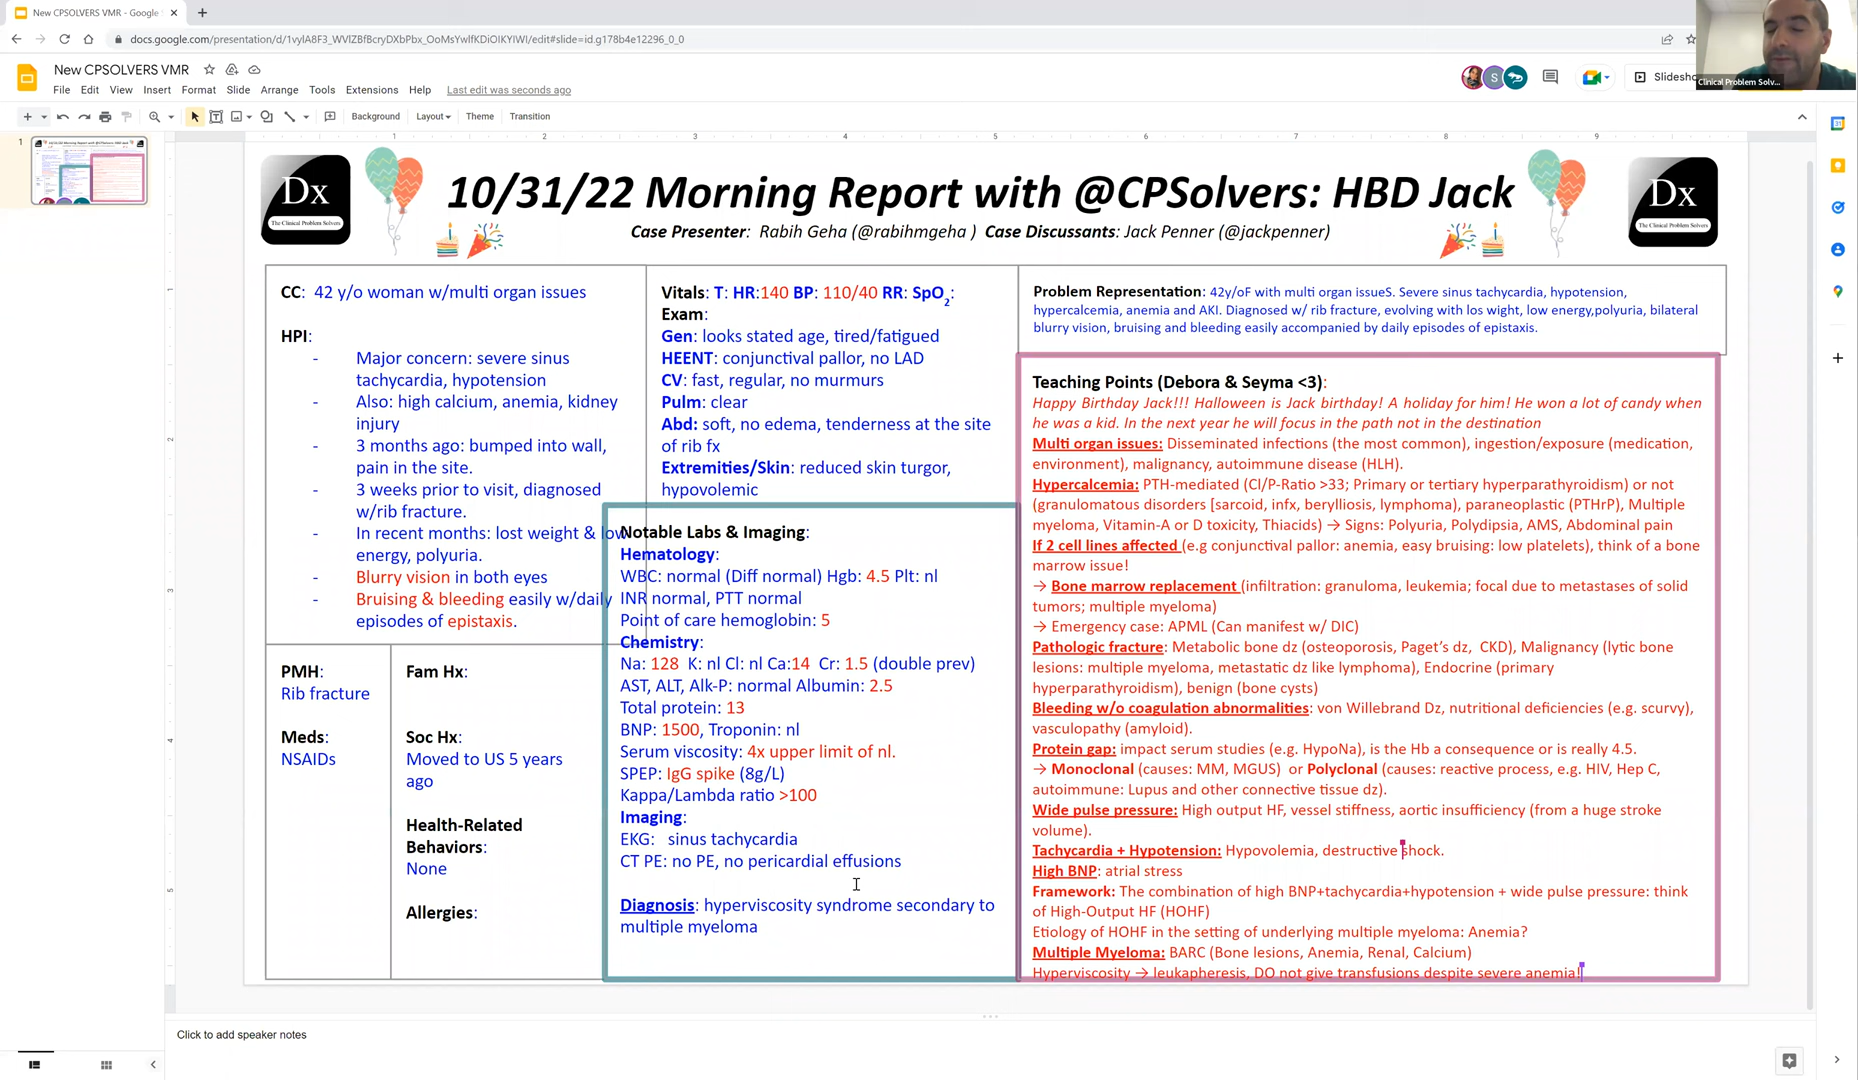 New CPSOLVERS VMR - Google
docs.google.com/presentation/d/1vylA8F3_WVlZBfBcryDXbPbx_OoMsYwlfKDiOIKYIWI/edit#slide=id.g178b4e12296_0_0
New CPSOLVERS VMR
File Edit View Insert Format Slide Arrange Tools Extensions Help Last edit was seconds ago
S
Slidesho
Clinical Problem Solv...
Background Layout Theme Transition
1 2 3 4 5 6 7 8 9
1
Dx
The Clinical Problem Solvers
10/31/22 Morning Report with @CPSolvers: HBD Jack
Case Presenter: Rabih Geha (@rabihmgeha ) Case Discussants: Jack Penner (@jackpenner)
Dx
The Clinical Problem Solvers
CC: 42 y/o woman w/multi organ issues
HPI:
- Major concern: severe sinus
tachycardia, hypotension
- Also: high calcium, anemia, kidney
injury
- 3 months ago: bumped into wall,
pain in the site.
- 3 weeks prior to visit, diagnosed
w/rib fracture.
- In recent months: lost weight & low
energy, polyuria.
- Blurry vision in both eyes
- Bruising & bleeding easily w/daily
episodes of epistaxis.
PMH:
Rib fracture
Meds:
NSAIDs
Fam Hx:
Soc Hx:
Moved to US 5 years
ago
Health-Related
Behaviors:
None
Allergies:
Vitals: T: HR:140 BP: 110/40 RR: SpO2:
Exam:
Gen: looks stated age, tired/fatigued
HEENT: conjunctival pallor, no LAD
CV: fast, regular, no murmurs
Pulm: clear
Abd: soft, no edema, tenderness at the site
of rib fx
Extremities/Skin: reduced skin turgor,
hypovolemic
Notable Labs & Imaging:
Hematology:
WBC: normal (Diff normal) Hgb: 4.5 Plt: nl
INR normal, PTT normal
Point of care hemoglobin: 5
Chemistry:
Na: 128 K: nl Cl: nl Ca:14 Cr: 1.5 (double prev)
AST, ALT, Alk-P: normal Albumin: 2.5
Total protein: 13
BNP: 1500, Troponin: nl
Serum viscosity: 4x upper limit of nl.
SPEP: IgG spike (8g/L)
Kappa/Lambda ratio >100
Imaging:
EKG: sinus tachycardia
CT PE: no PE, no pericardial effusions
Diagnosis: hyperviscosity syndrome secondary to
multiple myeloma
Problem Representation: 42y/oF with multi organ issueS. Severe sinus tachycardia, hypotension,
hypercalcemia, anemia and AKI. Diagnosed w/ rib fracture, evolving with los wight, low energy,polyuria, bilateral
blurry vision, bruising and bleeding easily accompanied by daily episodes of epistaxis.
Teaching Points (Debora & Seyma <3):
Happy Birthday Jack!!! Halloween is Jack birthday! A holiday for him! He won a lot of candy when
he was a kid. In the next year he will focus in the path not in the destination
Multi organ issues: Disseminated infections (the most common), ingestion/exposure (medication,
environment), malignancy, autoimmune disease (HLH).
Hypercalcemia: PTH-mediated (Cl/P-Ratio >33; Primary or tertiary hyperparathyroidism) or not
(granulomatous disorders [sarcoid, infx, berylliosis, lymphoma), paraneoplastic (PTHrP), Multiple
myeloma, Vitamin-A or D toxicity, Thiacids) → Signs: Polyuria, Polydipsia, AMS, Abdominal pain
If 2 cell lines affected (e.g conjunctival pallor: anemia, easy bruising: low platelets), think of a bone
marrow issue!
→ Bone marrow replacement (infiltration: granuloma, leukemia; focal due to metastases of solid
tumors; multiple myeloma)
→ Emergency case: APML (Can manifest w/ DIC)
Pathologic fracture: Metabolic bone dz (osteoporosis, Paget's dz, CKD), Malignancy (lytic bone
lesions: multiple myeloma, metastatic dz like lymphoma), Endocrine (primary
hyperparathyroidism), benign (bone cysts)
Bleeding w/o coagulation abnormalities: von Willebrand Dz, nutritional deficiencies (e.g. scurvy),
vasculopathy (amyloid).
Protein gap: impact serum studies (e.g. HypoNa), is the Hb a consequence or is really 4.5.
→ Monoclonal (causes: MM, MGUS) or Polyclonal (causes: reactive process, e.g. HIV, Hep C,
autoimmune: Lupus and other connective tissue dz).
Wide pulse pressure: High output HF, vessel stiffness, aortic insufficiency (from a huge stroke
volume).
Tachycardia + Hypotension: Hypovolemia, destructive shock.
High BNP: atrial stress
Framework: The combination of high BNP+tachycardia+hypotension + wide pulse pressure: think
of High-Output HF (HOHF)
Etiology of HOHF in the setting of underlying multiple myeloma: Anemia?
Multiple Myeloma: BARC (Bone lesions, Anemia, Renal, Calcium)
Hyperviscosity → leukapheresis, DO not give transfusions despite severe anemia!
Click to add speaker notes